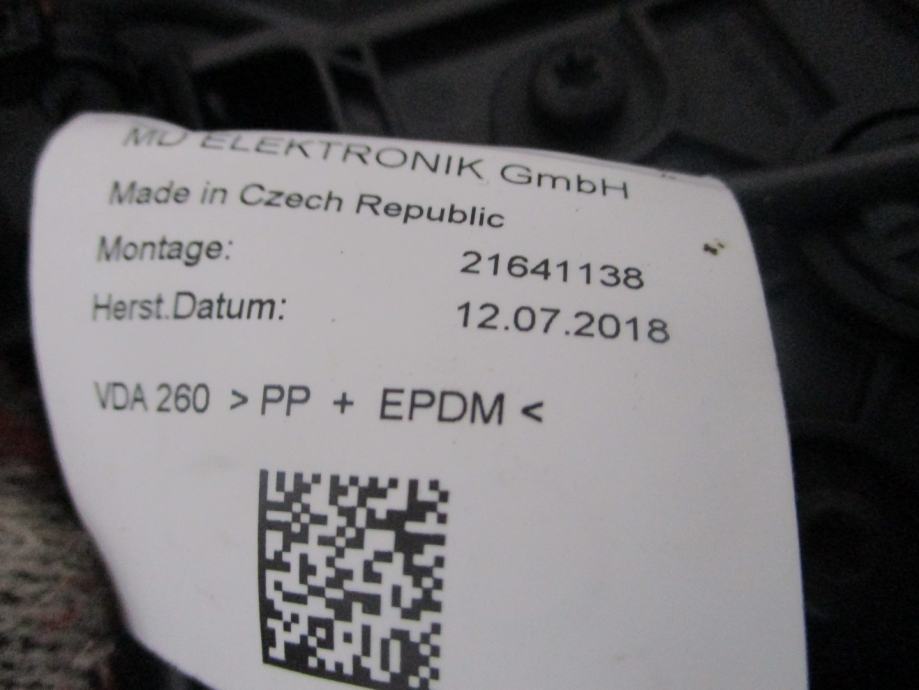 MD ELEKTRONIK GmbH
Made in Czech Republic
Montage: 21641138
Herst.Datum: 12.07.2018
VDA 260 > PP + EPDM <